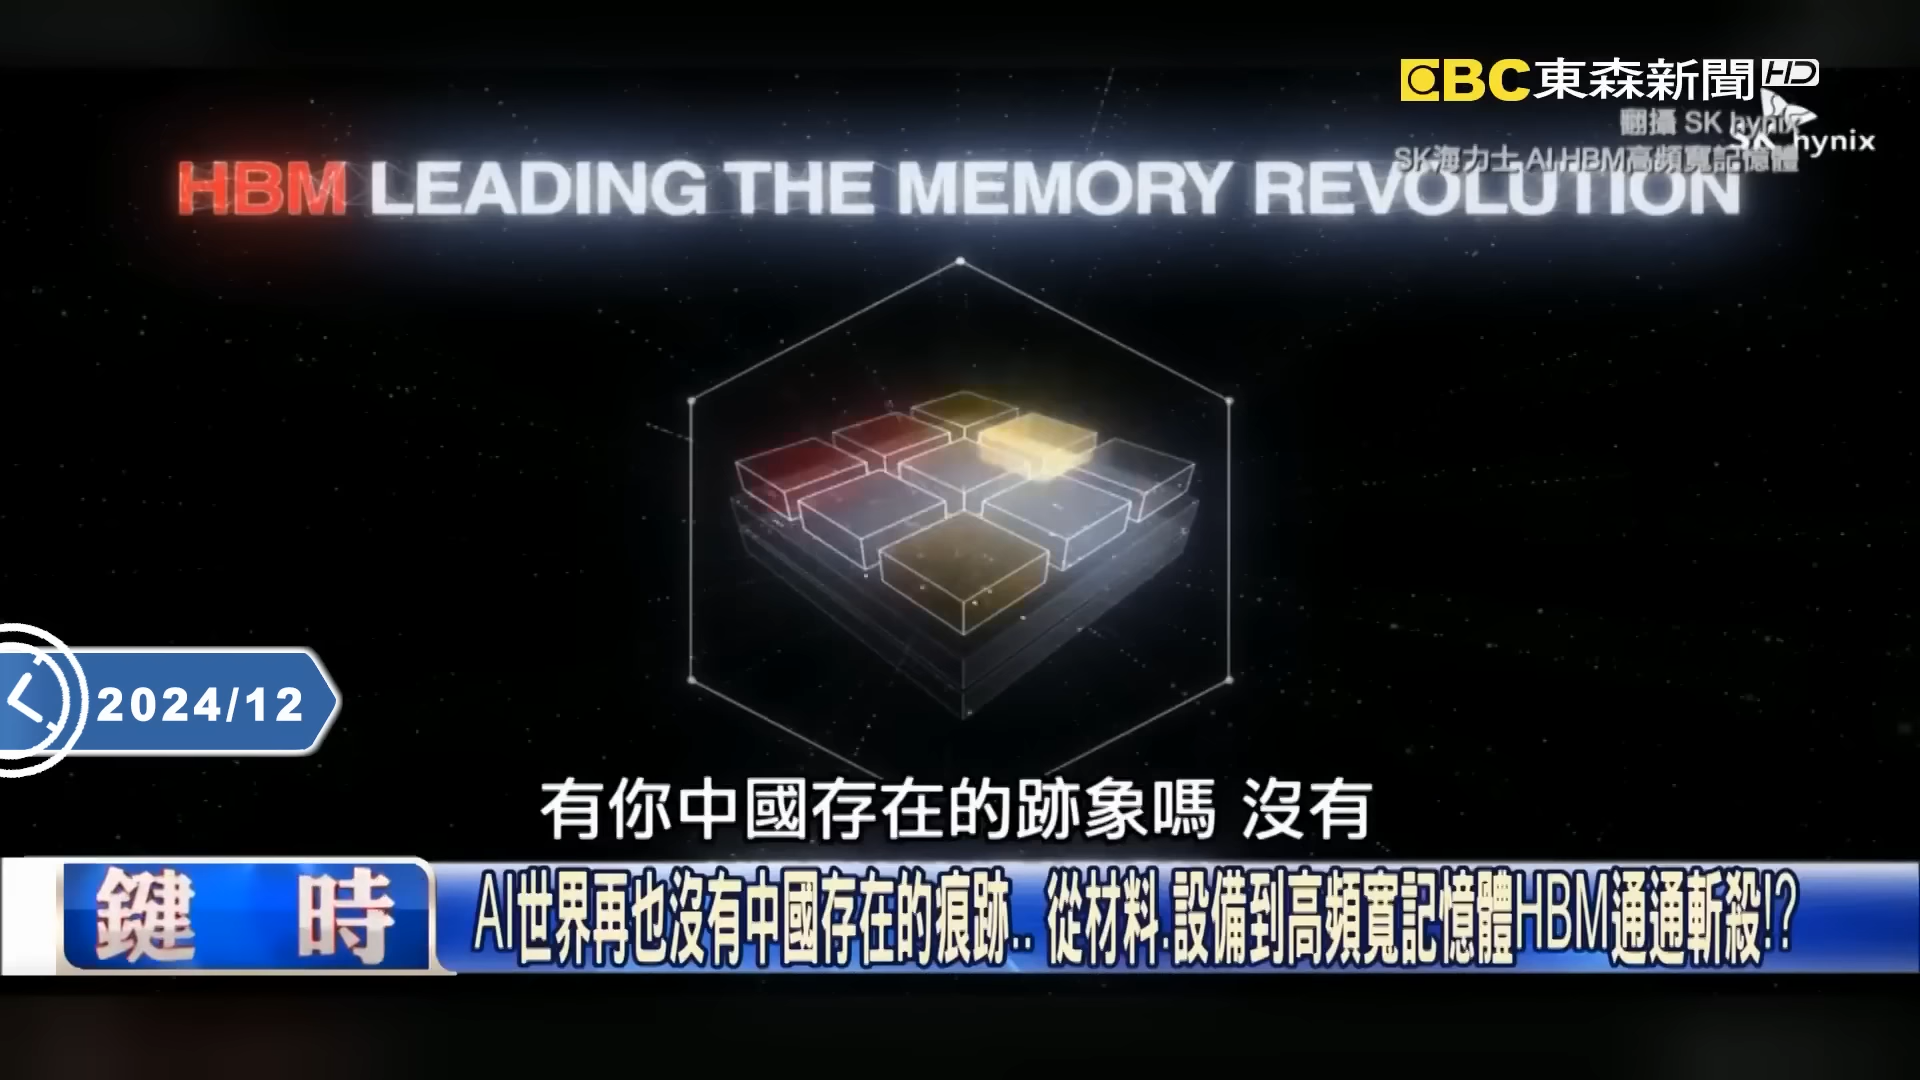 EBC東森新聞HD
翻攝 SK hynix
SK hynix
SK海力士 AI HBM高頻寬記憶體
HBM LEADING THE MEMORY REVOLUTION
2024/12
有你中國存在的跡象嗎 沒有
鍵 時
AI世界再也沒有中國存在的痕跡.. 從材料.設備到高頻寬記憶體HBM通通斬殺!?